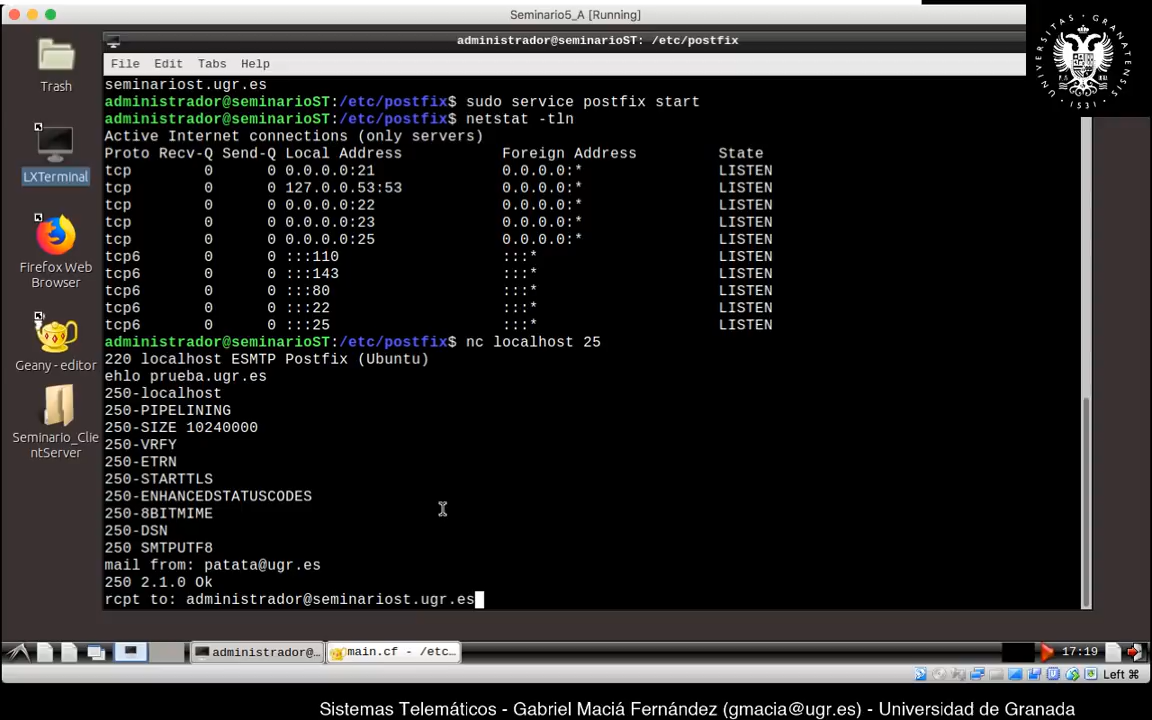 Seminario5_A [Running]
administrador@seminarioST: /etc/postfix
File Edit Tabs Help
seminariost.ugr.es
administrador@seminarioST:/etc/postfix$ sudo service postfix start
administrador@seminarioST:/etc/postfix$ netstat -tln
Active Internet connections (only servers)
Proto Recv-Q Send-Q Local Address Foreign Address State
tcp 0 0 0.0.0.0:21 0.0.0.0:* LISTEN
tcp 0 0 127.0.0.53:53 0.0.0.0:* LISTEN
tcp 0 0 0.0.0.0:22 0.0.0.0:* LISTEN
tcp 0 0 0.0.0.0:23 0.0.0.0:* LISTEN
tcp 0 0 0.0.0.0:25 0.0.0.0:* LISTEN
tcp6 0 0 :::110 :::* LISTEN
tcp6 0 0 :::143 :::* LISTEN
tcp6 0 0 :::80 :::* LISTEN
tcp6 0 0 :::22 :::* LISTEN
tcp6 0 0 :::25 :::* LISTEN
administrador@seminarioST:/etc/postfix$ nc localhost 25
220 localhost ESMTP Postfix (Ubuntu)
ehlo prueba.ugr.es
250-localhost
250-PIPELINING
250-SIZE 10240000
250-VRFY
250-ETRN
250-STARTTLS
250-ENHANCEDSTATUSCODES
250-8BITMIME
250-DSN
250 SMTPUTF8
mail from: patata@ugr.es
250 2.1.0 Ok
rcpt to: administrador@seminariost.ugr.es
Trash
LXTerminal
Firefox Web
Browser
Geany - editor
Seminario_Clie
ntServer
administrador@...
main.cf - /etc...
17:19
Left ⌘
UNIVERSITAS GRANATENSIS 1531
Sistemas Telemáticos - Gabriel Maciá Fernández (gmacia@ugr.es) - Universidad de Granada